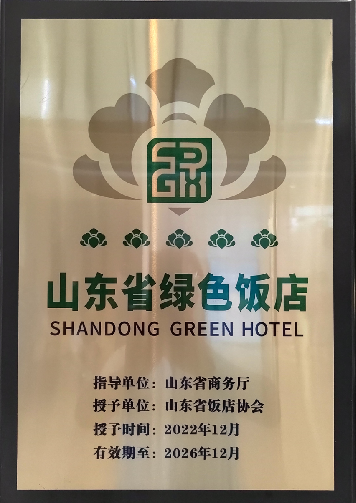 山东省绿色饭店
SHANDONG GREEN HOTEL
指导单位：山东省商务厅
授予单位：山东省饭店协会
授予时间：2022年12月
有效期至：2026年12月